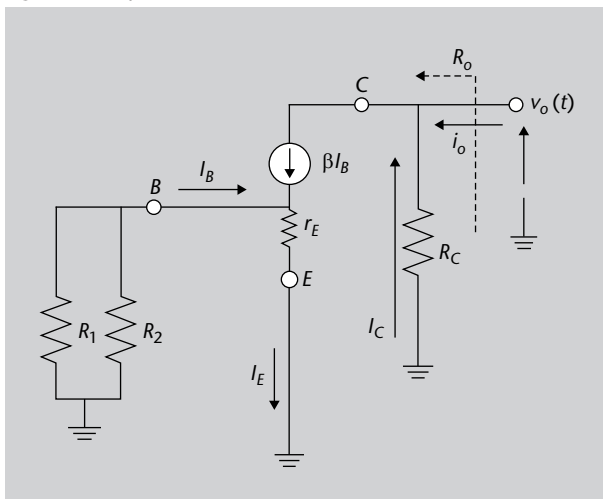 R_o
C
v_o (t)
i_o
βI_B
B
I_B
r_E
E
R_C
R_1
R_2
I_C
I_E